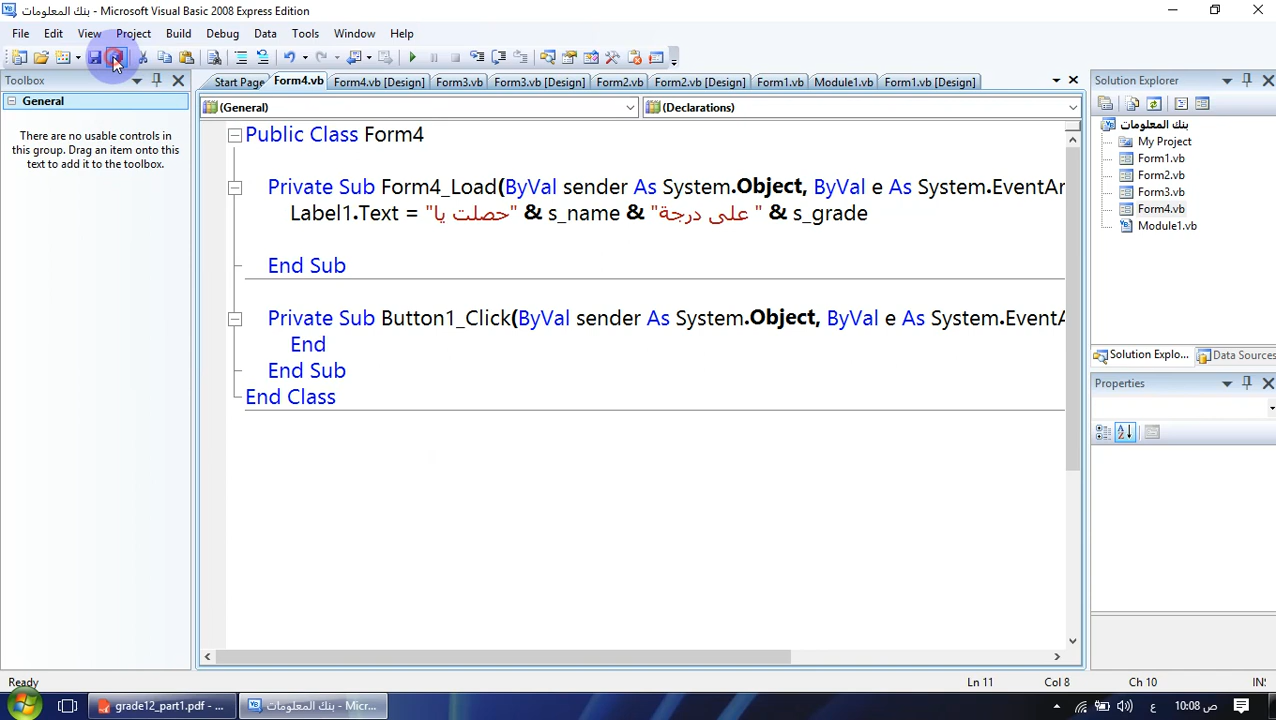 بنك المعلومات - Microsoft Visual Basic 2008 Express Edition
File Edit View Project Build Debug Data Tools Window Help
Toolbox
General
There are no usable controls in
this group. Drag an item onto this
text to add it to the toolbox.
Start Page Form4.vb Form4.vb [Design] Form3.vb Form3.vb [Design] Form2.vb Form2.vb [Design] Form1.vb Module1.vb Form1.vb [Design]
(General) (Declarations)
Public Class Form4
Private Sub Form4_Load(ByVal sender As System.Object, ByVal e As System.EventAr
Label1.Text = "حصلت يا" & s_name & "على درجة " & s_grade
End Sub
Private Sub Button1_Click(ByVal sender As System.Object, ByVal e As System.EventA
End
End Sub
End Class
Solution Explorer
بنك المعلومات
My Project
Form1.vb
Form2.vb
Form3.vb
Form4.vb
Module1.vb
Solution Explo... Data Sources
Properties
Ready Ln 11 Col 8 Ch 10 INS
grade12_part1.pdf - ... بنك المعلومات - Micr... ع 10:08 ص